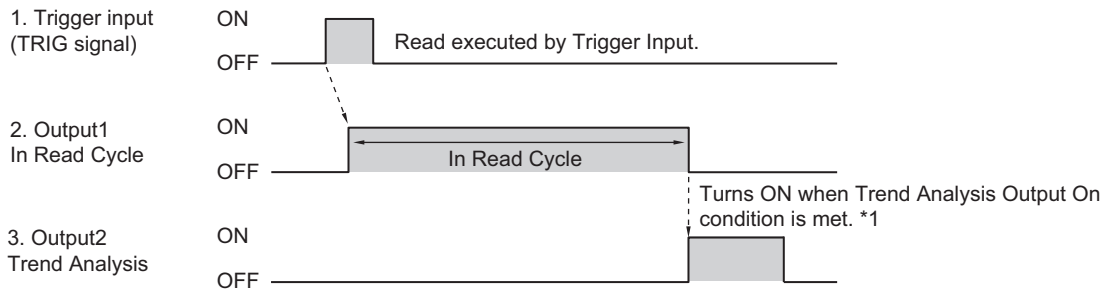 1. Trigger input
(TRIG signal)
ON
OFF
Read executed by Trigger Input.
2. Output1
In Read Cycle
ON
OFF
In Read Cycle
Turns ON when Trend Analysis Output On
condition is met. *1
3. Output2
Trend Analysis
ON
OFF